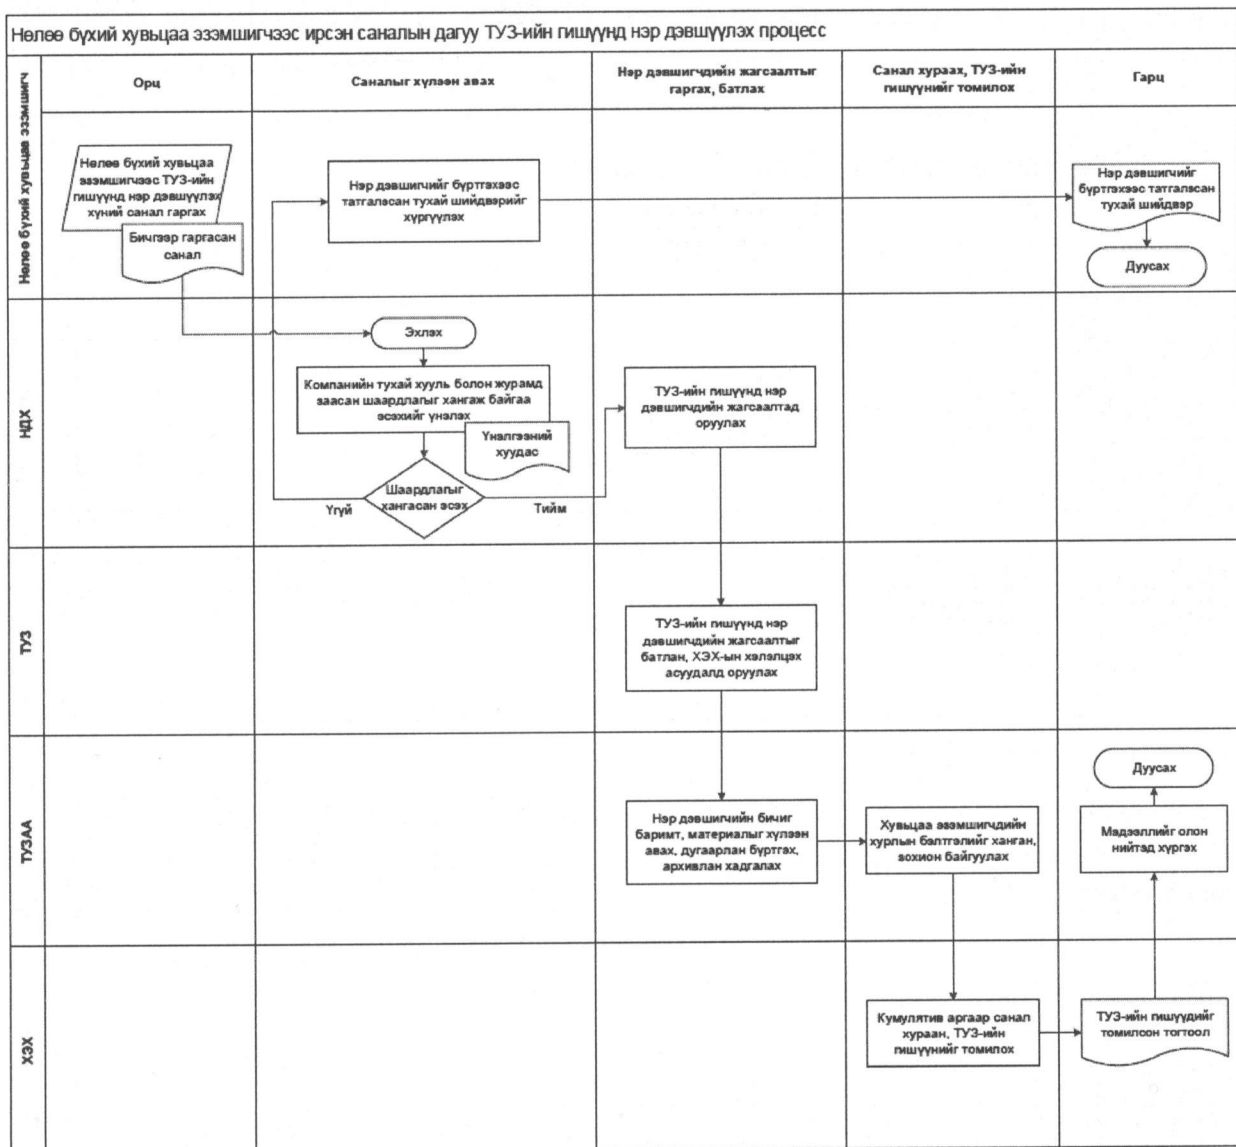 Нөлөө бүхий хувьцаа эзэмшигчээс ирсэн саналын дагуу ТУЗ-ийн гишүүнд нэр дэвшүүлэх процесс
Орц
Саналыг хүлээн авах
Нэр дэвшигчдийн жагсаалтыг
гаргах, батлах
Санал хураах, ТУЗ-ийн
гишүүнийг томилох
Гарц
Нөлөө бүхий хувьцаа эзэмшигч
Нөлөө бүхий хувьцаа
эзэмшигчээс ТУЗ-ийн
гишүүнд нэр дэвшүүлэх
хүний санал гаргах
Бичгээр гаргасан
санал
Нэр дэвшигчийг бүртгэхээс
татгалзсан тухай шийдвэрийг
хүргүүлэх
Нэр дэвшигчийг
бүртгэхээс татгалзсан
тухай шийдвэр
Дуусах
НДХ
Эхлэх
Компанийн тухай хууль болон журамд
заасан шаардлагыг хангаж байгаа
эсэхийг үнэлэх
Үнэлгээний
хуудас
Шаардлагыг
хангасан эсэх
Үгүй
Тийм
ТУЗ-ийн гишүүнд нэр
дэвшигчдийн жагсаалтад
оруулах
ТУЗ
ТУЗ-ийн гишүүнд нэр
дэвшигчдийн жагсаалтыг
батлан, ХЭХ-ын хэлэлцэх
асуудалд оруулах
ТУЗАА
Нэр дэвшигчийн бичиг
баримт, материалыг хүлээн
авах, дугаарлан бүртгэх,
архивлан хадгалах
Хувьцаа эзэмшигчдийн
хурлын бэлтгэлийг ханган,
зохион байгуулах
Дуусах
Мэдээллийг олон
нийтэд хүргэх
ХЭХ
Кумулятив аргаар санал
хураан, ТУЗ-ийн
гишүүнийг томилох
ТУЗ-ийн гишүүдийг
томилсон тогтоол